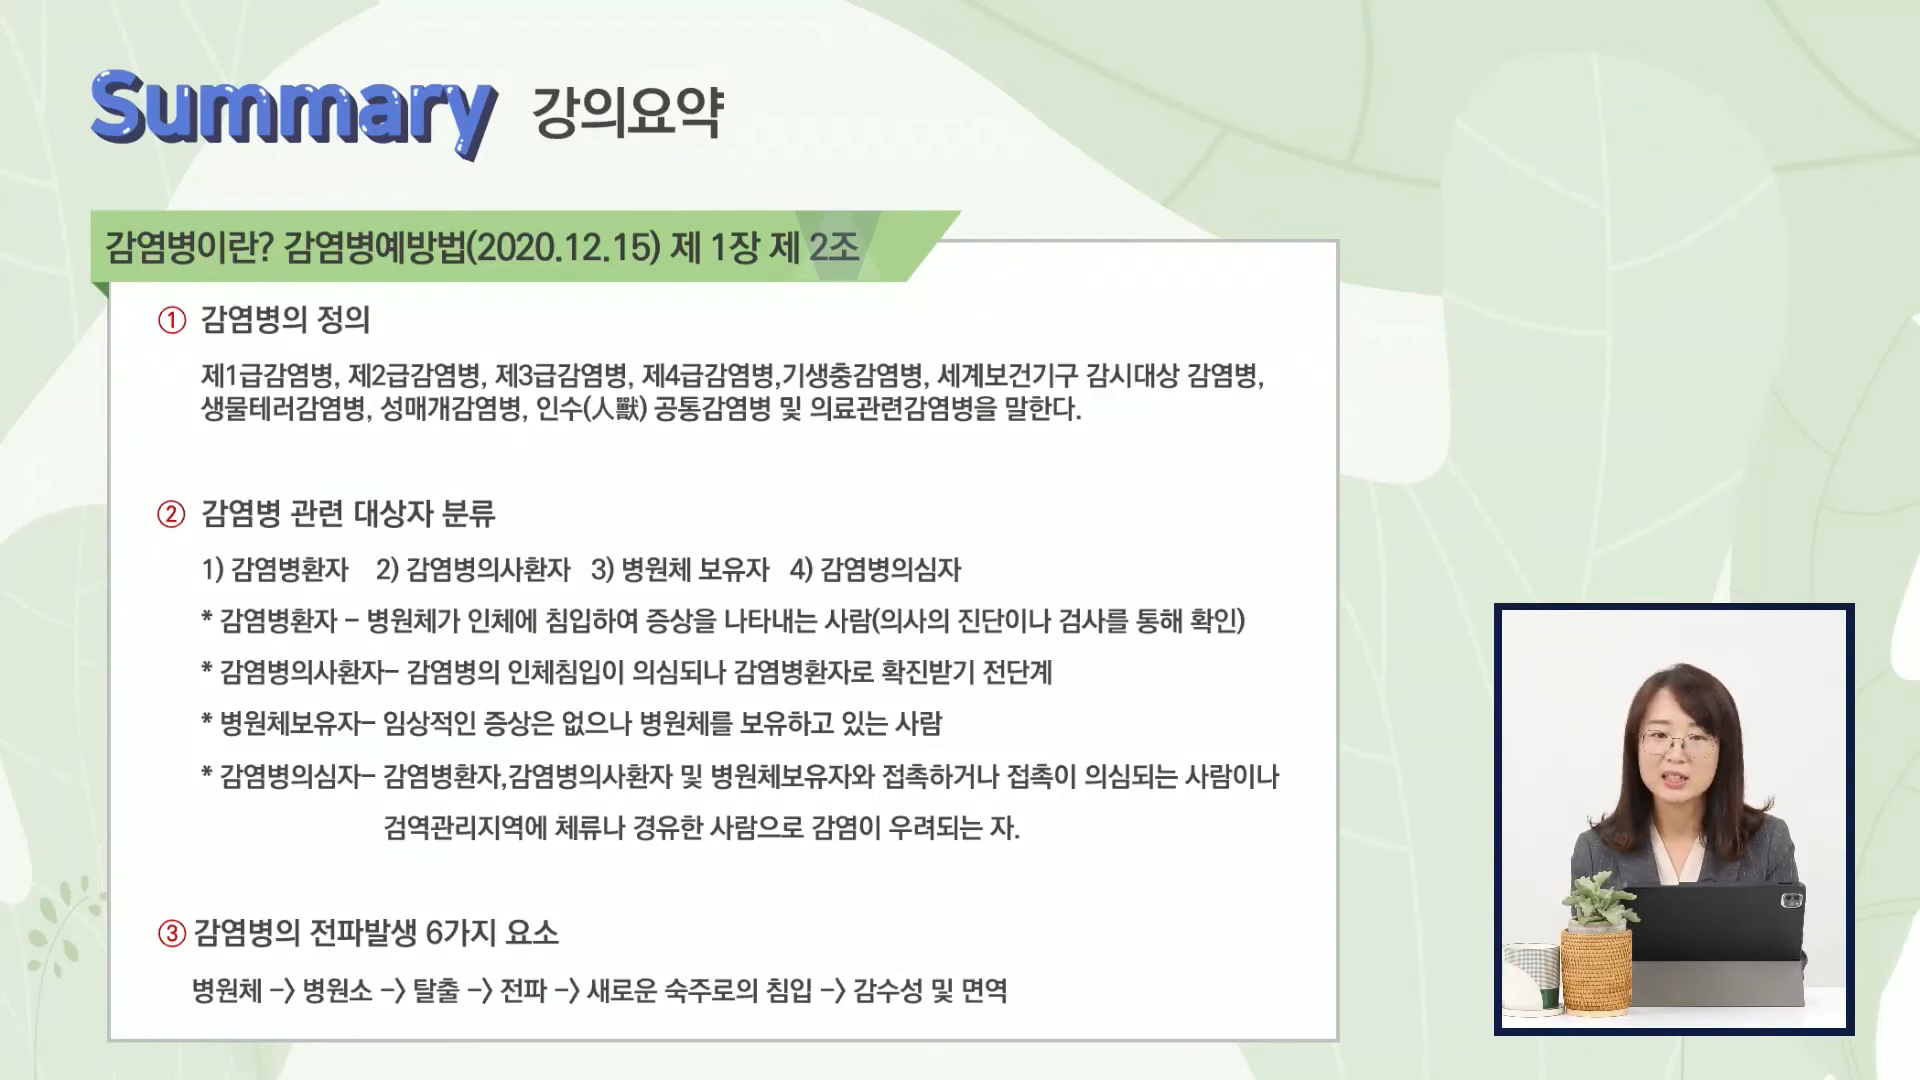 Summary 강의요약
감염병이란? 감염병예방법(2020.12.15) 제 1장 제 2조
① 감염병의 정의
제1급감염병, 제2급감염병, 제3급감염병, 제4급감염병,기생충감염병, 세계보건기구 감시대상 감염병,
생물테러감염병, 성매개감염병, 인수(人獸) 공통감염병 및 의료관련감염병을 말한다.
② 감염병 관련 대상자 분류
1) 감염병환자 2) 감염병의사환자 3) 병원체 보유자 4) 감염병의심자
* 감염병환자 – 병원체가 인체에 침입하여 증상을 나타내는 사람(의사의 진단이나 검사를 통해 확인)
* 감염병의사환자– 감염병의 인체침입이 의심되나 감염병환자로 확진받기 전단계
* 병원체보유자– 임상적인 증상은 없으나 병원체를 보유하고 있는 사람
* 감염병의심자– 감염병환자,감염병의사환자 및 병원체보유자와 접촉하거나 접촉이 의심되는 사람이나
검역관리지역에 체류나 경유한 사람으로 감염이 우려되는 자.
③ 감염병의 전파발생 6가지 요소
병원체 –> 병원소 –> 탈출 –> 전파 –> 새로운 숙주로의 침입 –> 감수성 및 면역